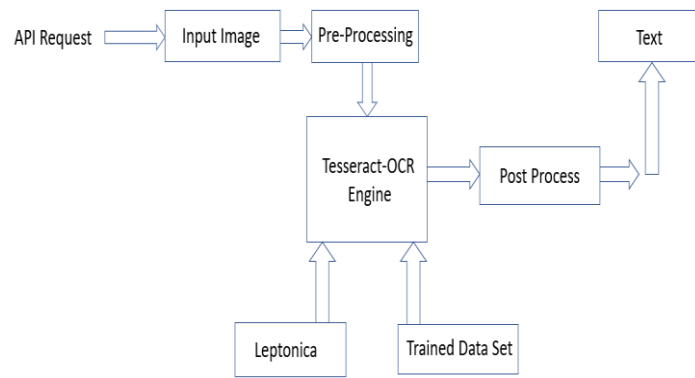 API Request
Input Image
Pre-Processing
Text
Tesseract-OCR
Engine
Post Process
Leptonica
Trained Data Set